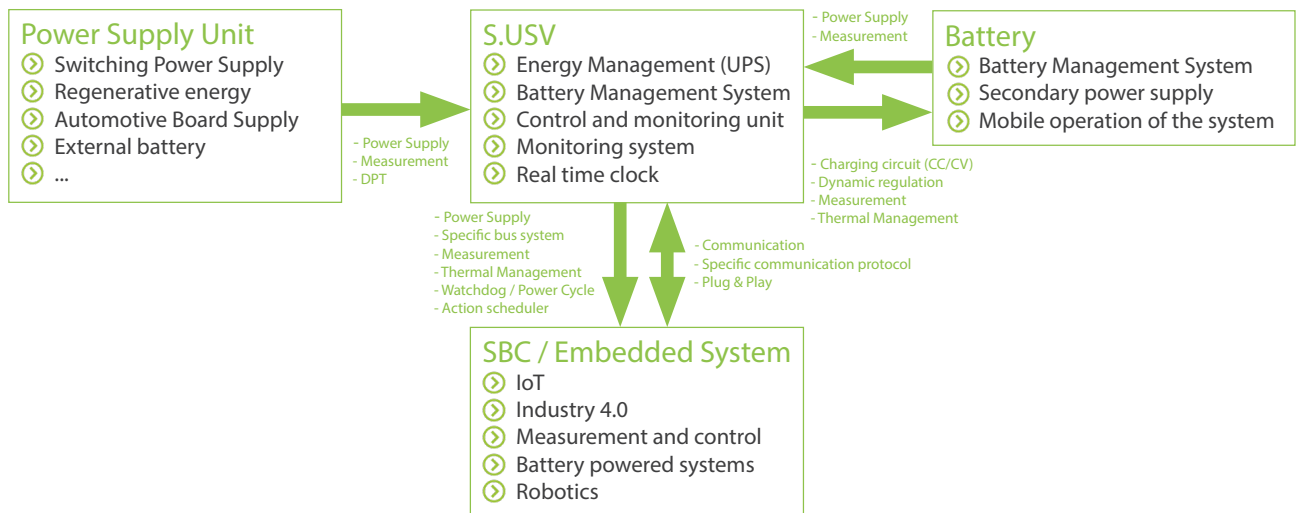 Power Supply Unit
Switching Power Supply
Regenerative energy
Automotive Board Supply
External battery
...
- Power Supply
- Measurement
- DPT
S.USV
Energy Management (UPS)
Battery Management System
Control and monitoring unit
Monitoring system
Real time clock
- Power Supply
- Measurement
Battery
Battery Management System
Secondary power supply
Mobile operation of the system
- Charging circuit (CC/CV)
- Dynamic regulation
- Measurement
- Thermal Management
- Power Supply
- Specific bus system
- Measurement
- Thermal Management
- Watchdog / Power Cycle
- Action scheduler
- Communication
- Specific communication protocol
- Plug & Play
SBC / Embedded System
IoT
Industry 4.0
Measurement and control
Battery powered systems
Robotics